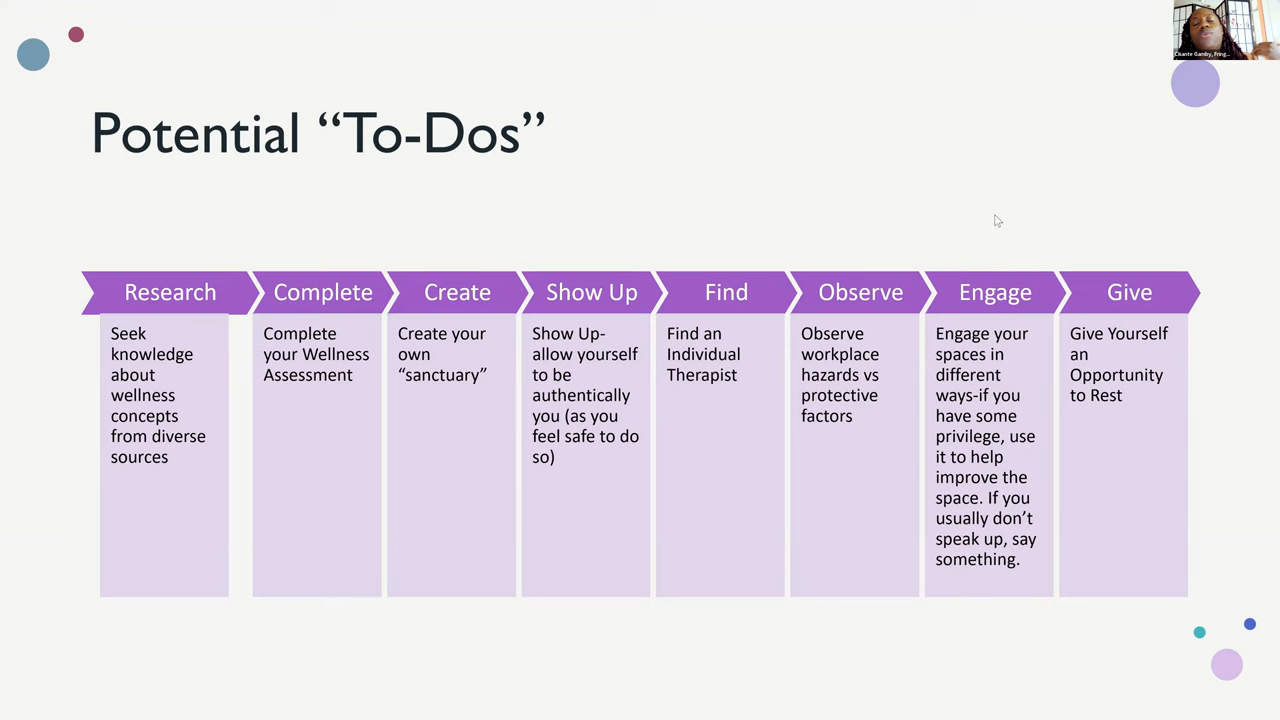 Chante Gamby, Fring...
Potential “To-Dos”
Research
Complete
Create
Show Up
Find
Observe
Engage
Give
Seek
knowledge
about
wellness
concepts
from diverse
sources
Complete
your Wellness
Assessment
Create your
own
“sanctuary”
Show Up-
allow yourself
to be
authentically
you (as you
feel safe to do
so)
Find an
Individual
Therapist
Observe
workplace
hazards vs
protective
factors
Engage your
spaces in
different
ways-if you
have some
privilege, use
it to help
improve the
space. If you
usually don’t
speak up, say
something.
Give Yourself
an
Opportunity
to Rest